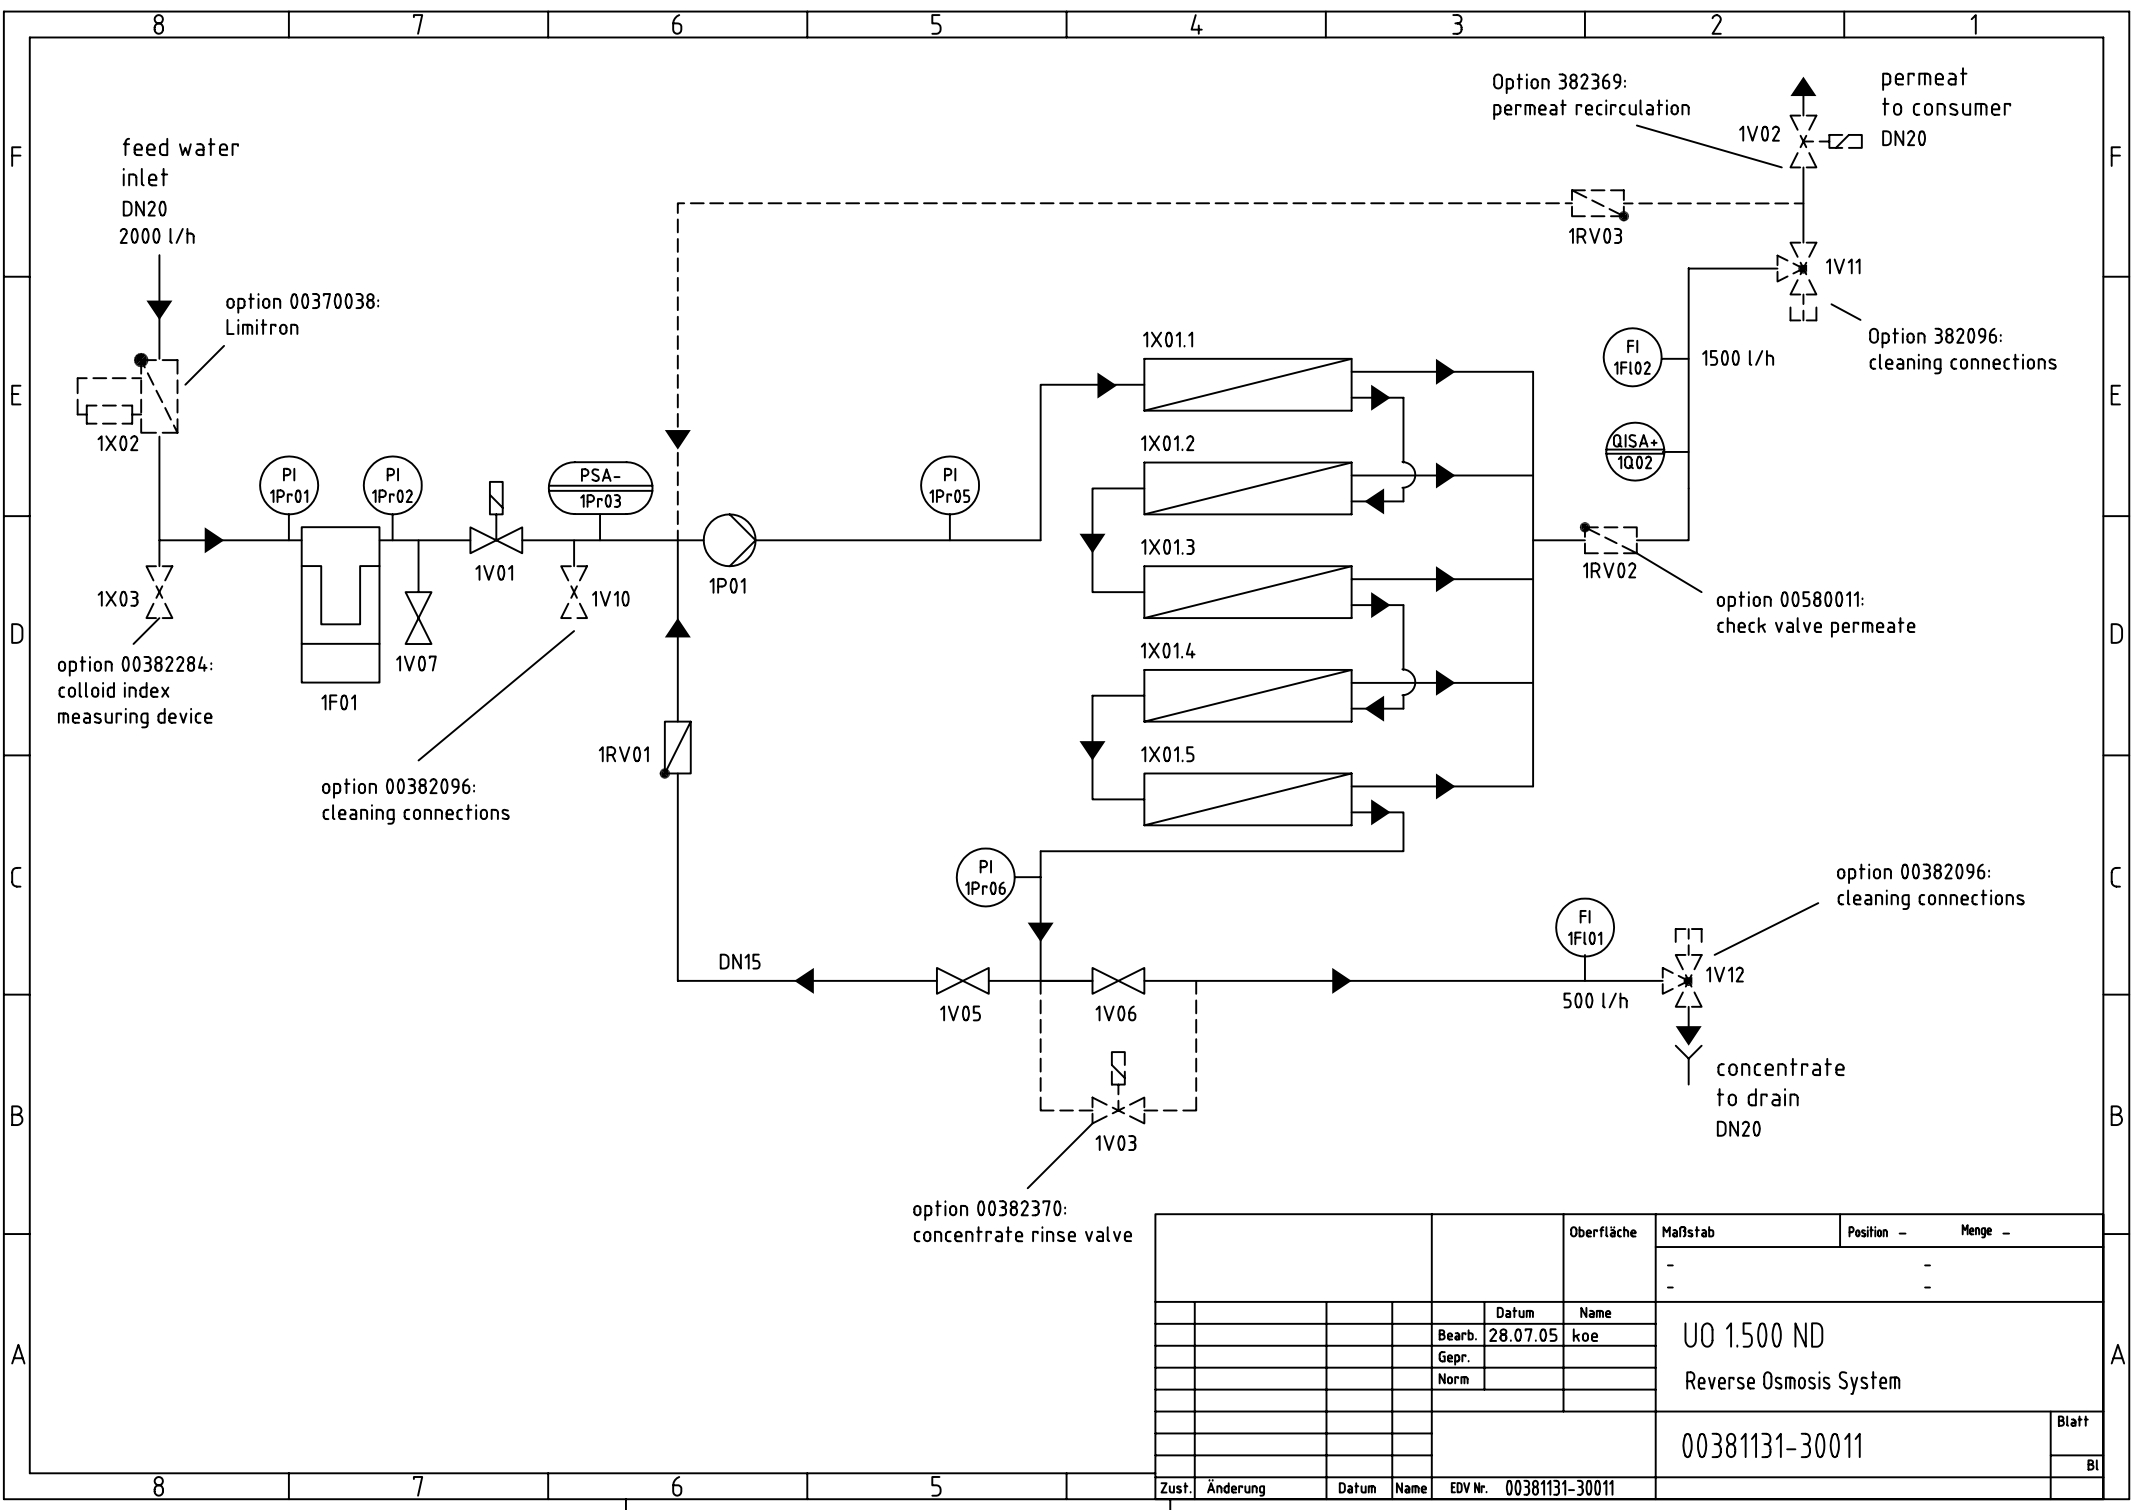 8 7 6 5 4 3 2 1
F
E
D
C
B
A
F
E
D
C
B
A
feed water
inlet
DN20
2000 l/h
option 00370038:
Limitron
1X02
1X03
option 00382284:
colloid index
measuring device
PI
1Pr01
PI
1Pr02
1F01
1V07
1V01
PSA-
1Pr03
1V10
option 00382096:
cleaning connections
1P01
1RV01
PI
1Pr05
1X01.1
1X01.2
1X01.3
1X01.4
1X01.5
Option 382369:
permeat recirculation
permeat
to consumer
DN20
1V02
1RV03
1V11
Option 382096:
cleaning connections
FI
1Fl02
1500 l/h
QISA+
1Q02
1RV02
option 00580011:
check valve permeate
PI
1Pr06
DN15
1V05
1V06
1V03
option 00382370:
concentrate rinse valve
FI
1Fl01
500 l/h
1V12
option 00382096:
cleaning connections
concentrate
to drain
DN20
Oberfläche
Maßstab
Position -
Menge -
- -
- -
Datum Name
Bearb. 28.07.05 koe
Gepr.
Norm
UO 1.500 ND
Reverse Osmosis System
00381131-30011
Blatt
Bl
Zust. Änderung Datum Name EDV Nr. 00381131-30011
8 7 6 5